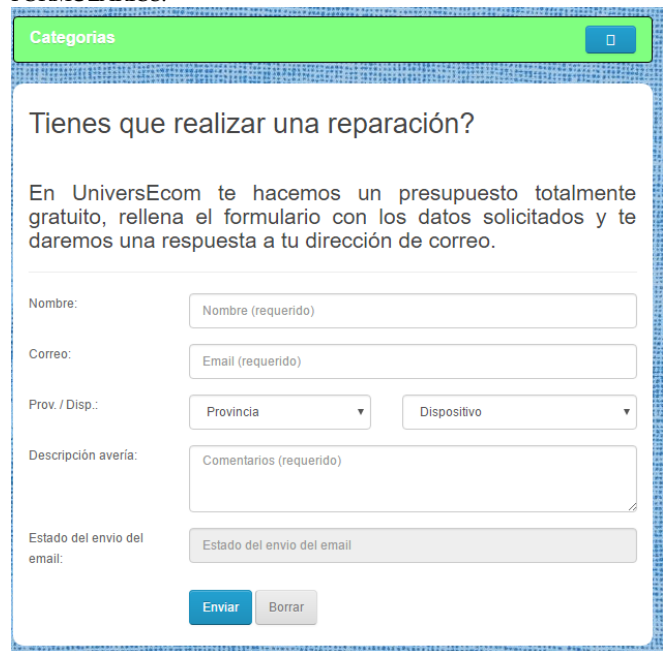 Categorias
Tienes que realizar una reparación?
En UniversEcom te hacemos un presupuesto totalmente
gratuito, rellena el formulario con los datos solicitados y te
daremos una respuesta a tu dirección de correo.
Nombre:
Nombre (requerido)
Correo:
Email (requerido)
Prov. / Disp.:
Provincia
Dispositivo
Descripción avería:
Comentarios (requerido)
Estado del envio del
email:
Estado del envio del email
Enviar
Borrar